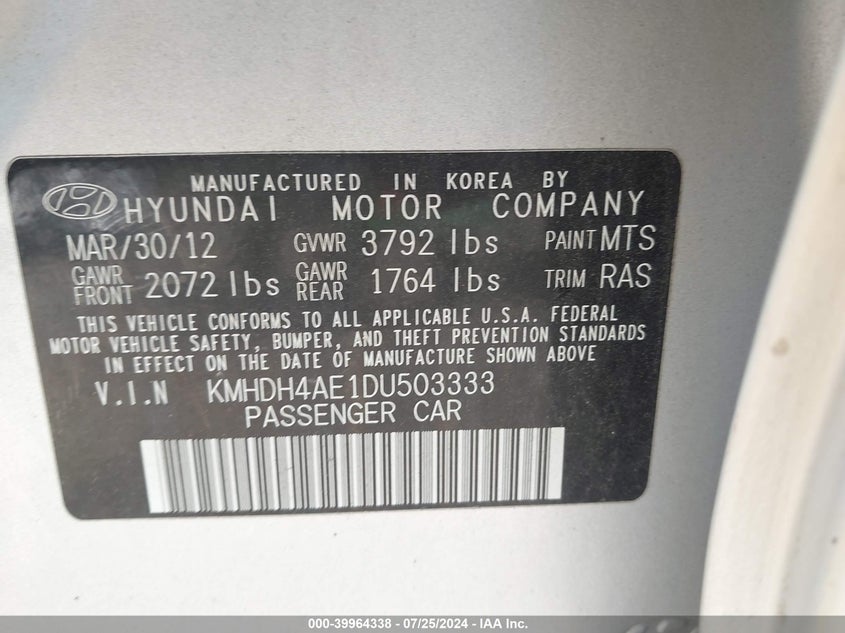 MANUFACTURED IN KOREA BY
HYUNDAI MOTOR COMPANY
MAR/30/12 GVWR 3792 lbs PAINT MTS
GAWR FRONT 2072 lbs GAWR REAR 1764 lbs TRIM RAS
THIS VEHICLE CONFORMS TO ALL APPLICABLE U.S.A. FEDERAL
MOTOR VEHICLE SAFETY, BUMPER, AND THEFT PREVENTION STANDARDS
IN EFFECT ON THE DATE OF MANUFACTURE SHOWN ABOVE
V.I.N KMHDH4AE1DU503333
PASSENGER CAR
000-39964338 - 07/25/2024 - IAA Inc.